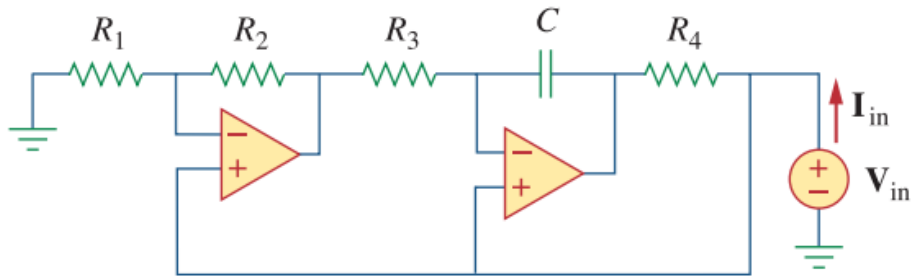 R1 R2 R3 C R4
− +
− +
Iin
+ − Vin